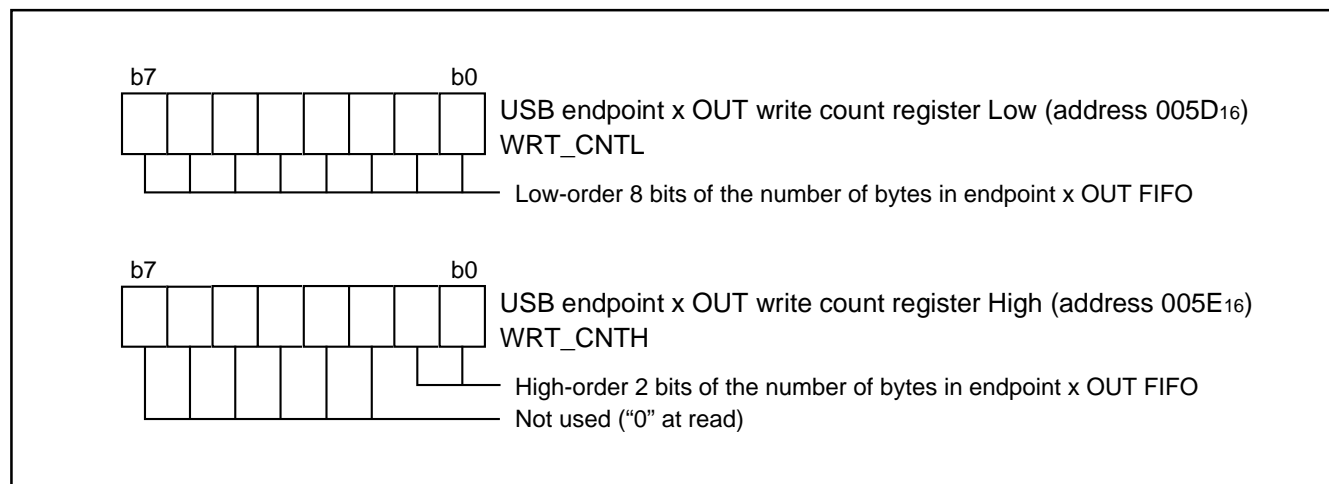 b7 b0
USB endpoint x OUT write count register Low (address 005D16)
WRT_CNTL
Low-order 8 bits of the number of bytes in endpoint x OUT FIFO
b7 b0
USB endpoint x OUT write count register High (address 005E16)
WRT_CNTH
High-order 2 bits of the number of bytes in endpoint x OUT FIFO
Not used (“0” at read)